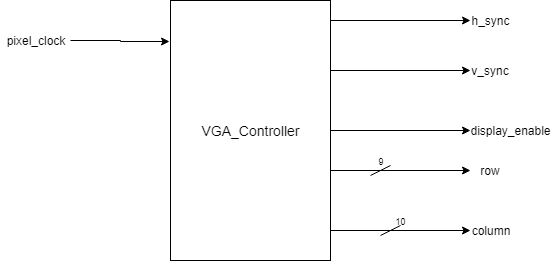 h_sync
pixel_clock
v_sync
VGA_Controller
display_enable
9
row
10
column